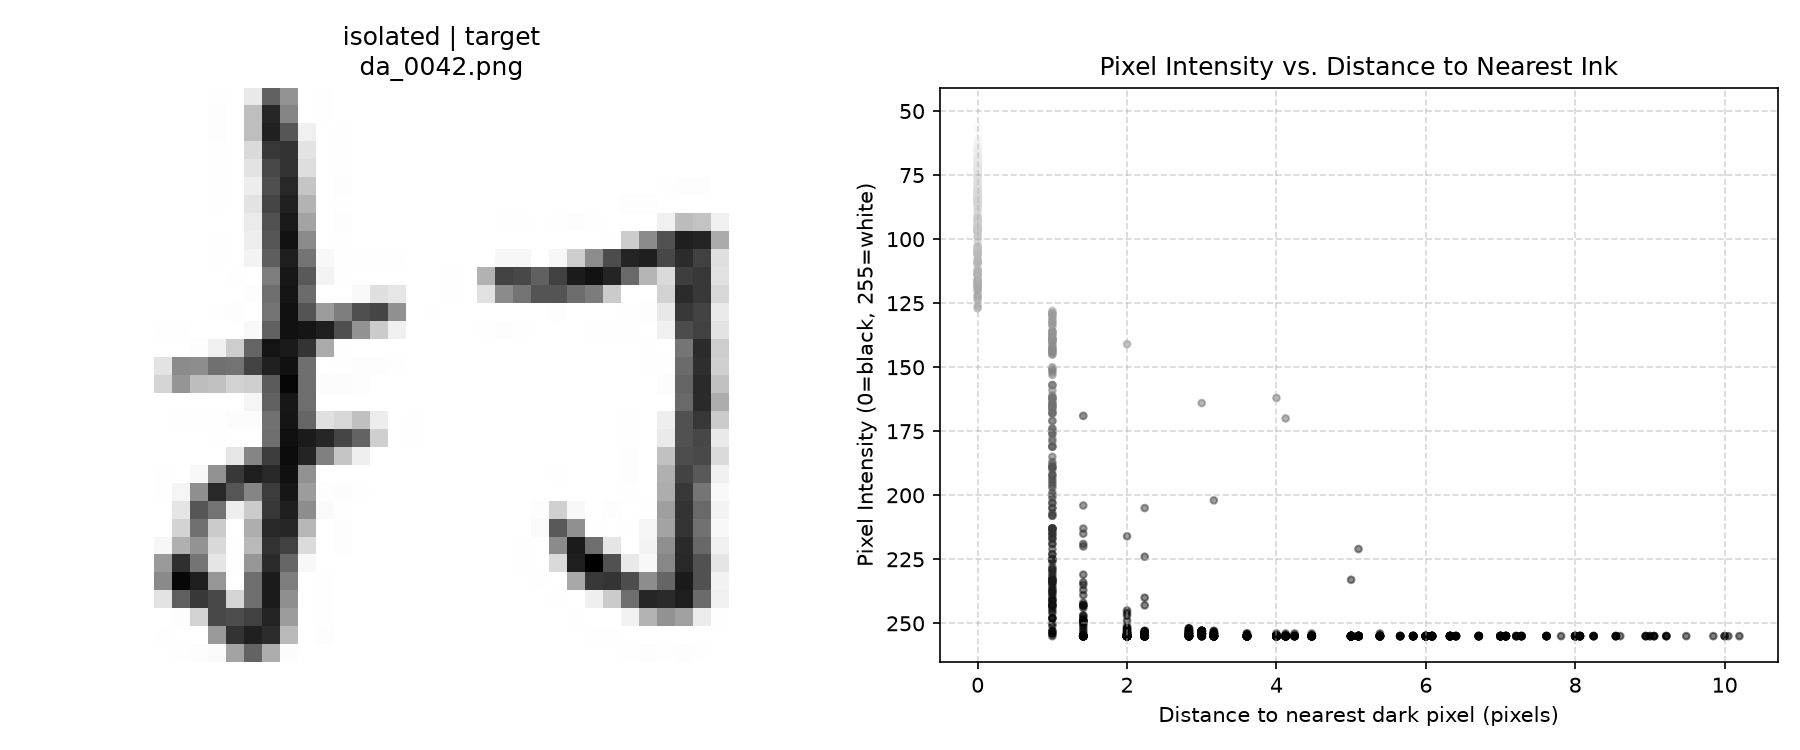 isolated | target
da_0042.png
Pixel Intensity vs. Distance to Nearest Ink
Pixel Intensity (0=black, 255=white)
50
75
100
125
150
175
200
225
250
0 2 4 6 8 10
Distance to nearest dark pixel (pixels)